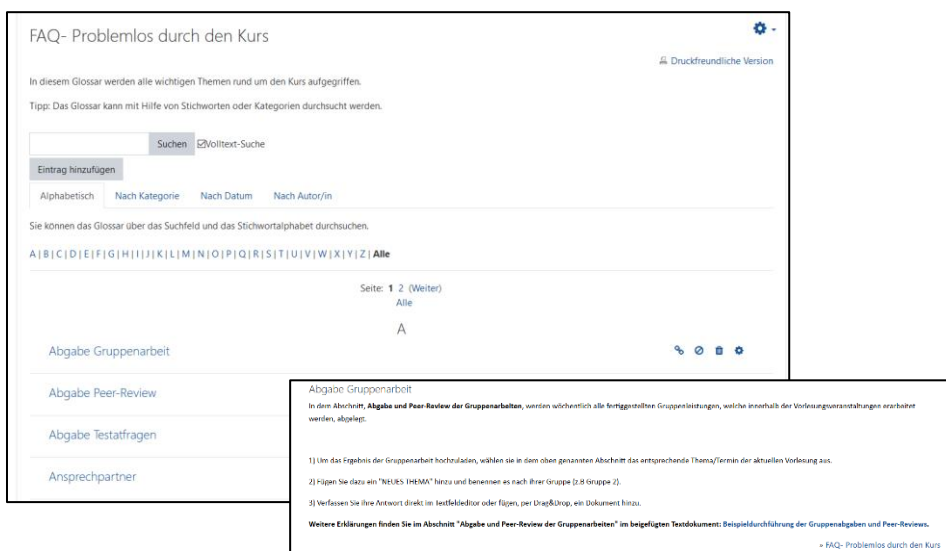 FAQ- Problemlos durch den Kurs
Druckfreundliche Version
In diesem Glossar werden alle wichtigen Themen rund um den Kurs aufgegriffen.
Tipp: Das Glossar kann mit Hilfe von Stichworten oder Kategorien durchsucht werden.
Suchen Volltext-Suche
Eintrag hinzufügen
Alphabetisch Nach Kategorie Nach Datum Nach Autor/in
Sie können das Glossar über das Suchfeld und das Stichwortalphabet durchsuchen.
A | B | C | D | E | F | G | H | I | J | K | L | M | N | O | P | Q | R | S | T | U | V | W | X | Y | Z | Alle
Seite: 1 2 (Weiter)
Alle
A
Abgabe Gruppenarbeit
Abgabe Peer-Review
Abgabe Testatfragen
Ansprechpartner
Abgabe Gruppenarbeit
In dem Abschnitt, Abgabe und Peer-Review der Gruppenarbeiten, werden wöchentlich alle fertiggestellten Gruppenleistungen, welche innerhalb der Vorlesungsveranstaltungen erarbeitet
werden, abgelegt.
1) Um das Ergebnis der Gruppenarbeit hochzuladen, wählen sie in dem oben genannten Abschnitt das entsprechende Thema/Termin der aktuellen Vorlesung aus.
2) Fügen Sie dazu ein "NEUES THEMA" hinzu und benennen es nach ihrer Gruppe (z.B Gruppe 2).
3) Verfassen Sie ihre Antwort direkt im Textfeldeditor oder fügen, per Drag&Drop, ein Dokument hinzu.
Weitere Erklärungen finden Sie im Abschnitt "Abgabe und Peer-Review der Gruppenarbeiten" im beigefügten Textdokument: Beispieldurchführung der Gruppenabgaben und Peer-Reviews.
» FAQ- Problemlos durch den Kurs